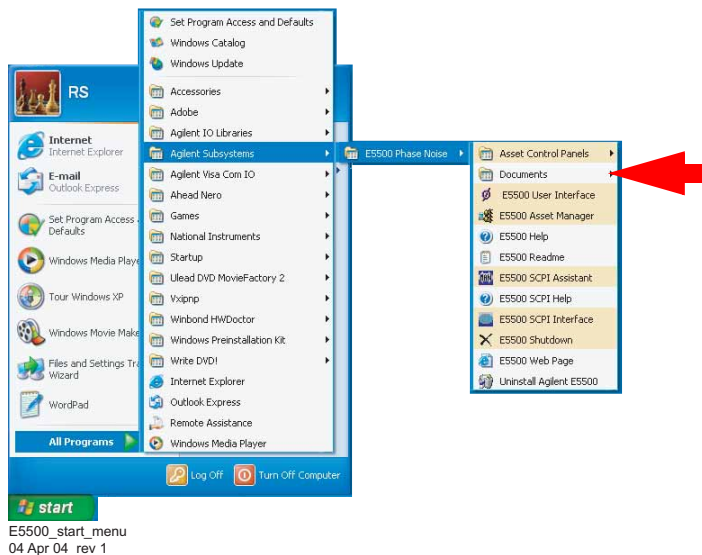 RS
Internet
Internet Explorer
E-mail
Outlook Express
Set Program Access
Defaults
Windows Media
Tour Windows XP
Windows Movie
Files and Settings
Wizard
WordPad
All Programs
Log Off
Turn Off Computer
start
Set Program Access and Defaults
Windows Catalog
Windows Update
Accessories
Adobe
Agilent IO Libraries
Agilent Subsystems
Agilent Visa Com IO
Ahead Nero
Games
National Instruments
Startup
Ulead DVD MovieFactory 2
Vxipnp
Winbond HWDoctor
Windows Preinstallation Kit
Write DVD!
Internet Explorer
Outlook Express
Remote Assistance
Windows Media Player
E5500 Phase Noise
Asset Control Panels
Documents
E5500 User Interface
E5500 Asset Manager
E5500 Help
E5500 Readme
E5500 SCPI Assistant
E5500 SCPI Help
E5500 SCPI Interface
E5500 Shutdown
E5500 Web Page
Uninstall Agilent E5500
E5500_start_menu
04 Apr 04 rev 1